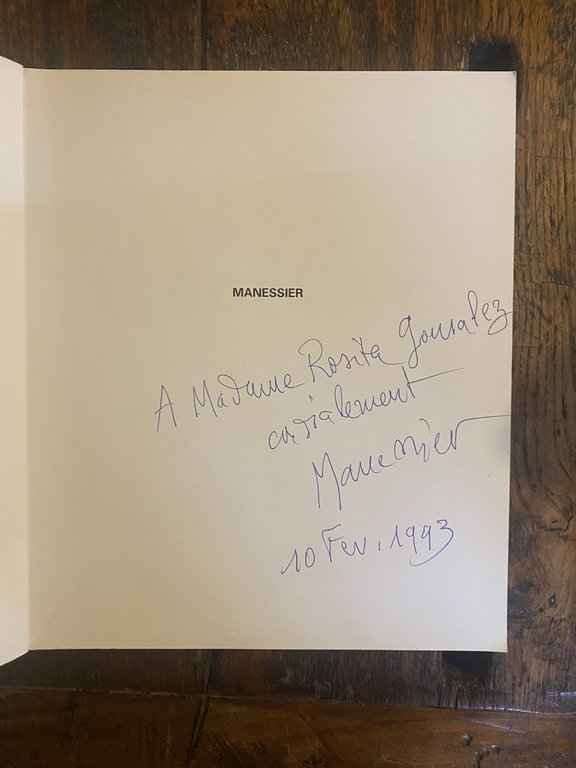 MANESSIER
A Madame Rosita Gonzalez
cordialement
Manessier
10 Fev. 1993